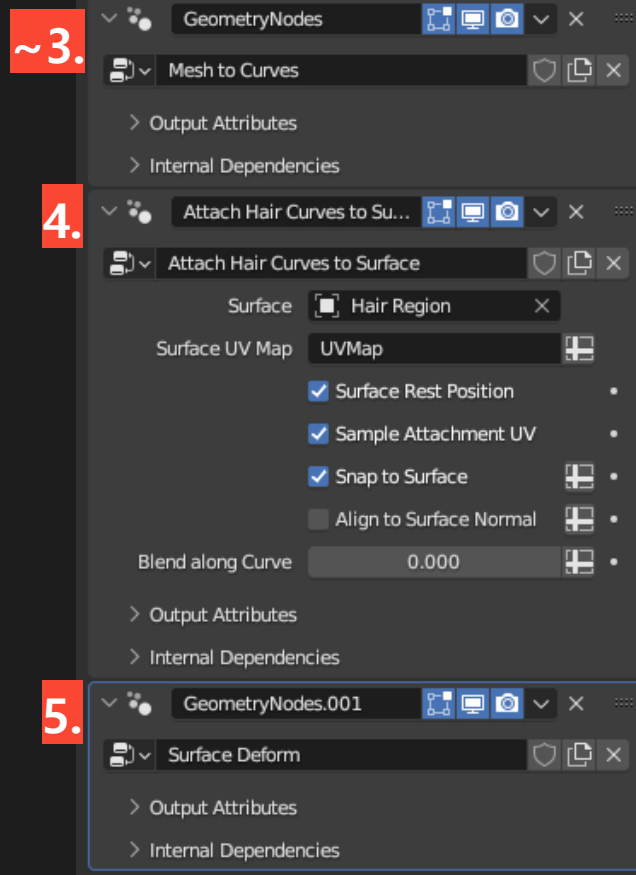 ~3.
GeometryNodes
Mesh to Curves
Output Attributes
Internal Dependencies
4.
Attach Hair Curves to Su...
Attach Hair Curves to Surface
Surface Hair Region
Surface UV Map UVMap
Surface Rest Position
Sample Attachment UV
Snap to Surface
Align to Surface Normal
Blend along Curve 0.000
Output Attributes
Internal Dependencies
5.
GeometryNodes.001
Surface Deform
Output Attributes
Internal Dependencies